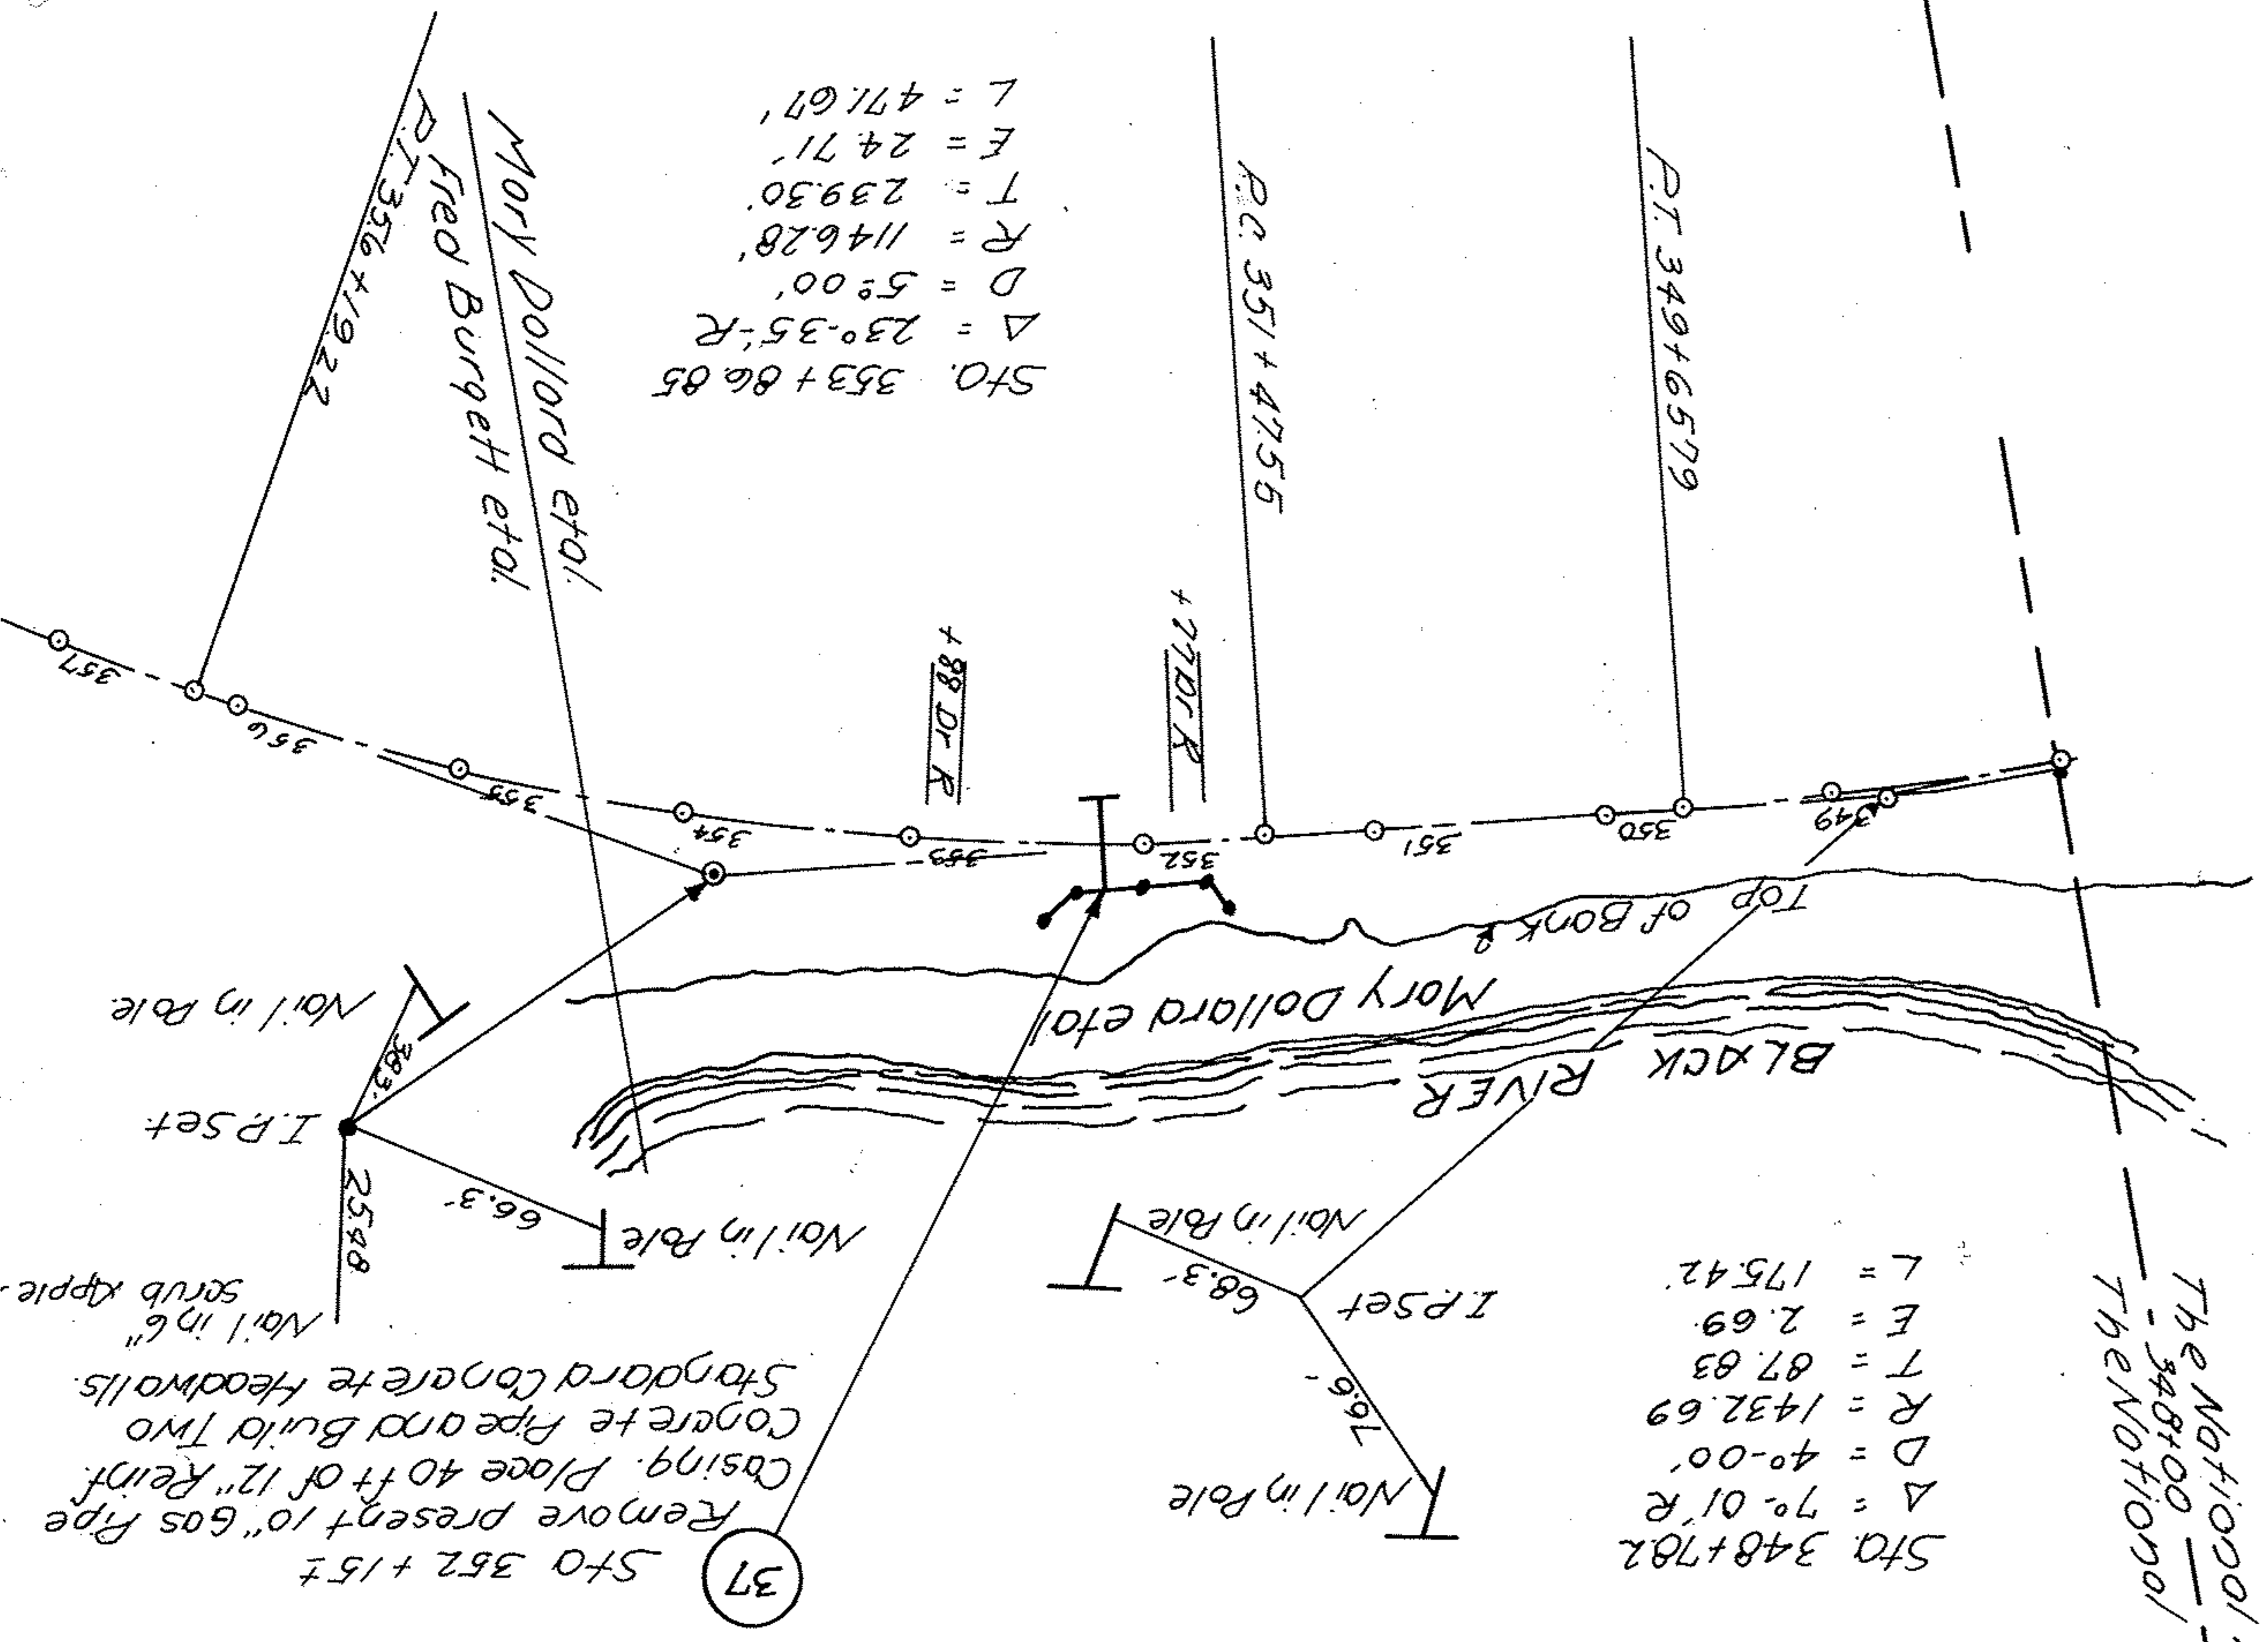 37
Sta 352 + 15±
Remove present 10" Gas Pipe
Casing. Place 40 ft of 12" Reinf.
Concrete Pipe and Build Two
Standard Concrete Headwalls.
Sta. 348+78.2
Δ = 7°-01' R
D = 4°-00'
R = 1432.69
T = 87.83
E = 2.69
L = 175.42'
The National
348+00
The National
Nail in Pole
76.6'
I.P. Set
68.3'
Nail in Pole
Nail in 6"
scrub Apple
25.48
66.3'
Nail in Pole
I.P. Set
38.3'
Nail in Pole
BLACK RIVER
Mary Dollard etal
Top of Bank
349
350
351
352
353
354
355
356
357
+77 Dr R
+88 Dr R
P.T. 349+65.79
P.C. 351+47.55
Sta. 353+86.85
Δ = 23°-35'-R
D = 5°00'
R = 1146.28'
T = 239.30'
E = 24.71'
L = 471.67'
Mary Dollard etal.
Fred Burgett etal.
P.T. 356+19.22